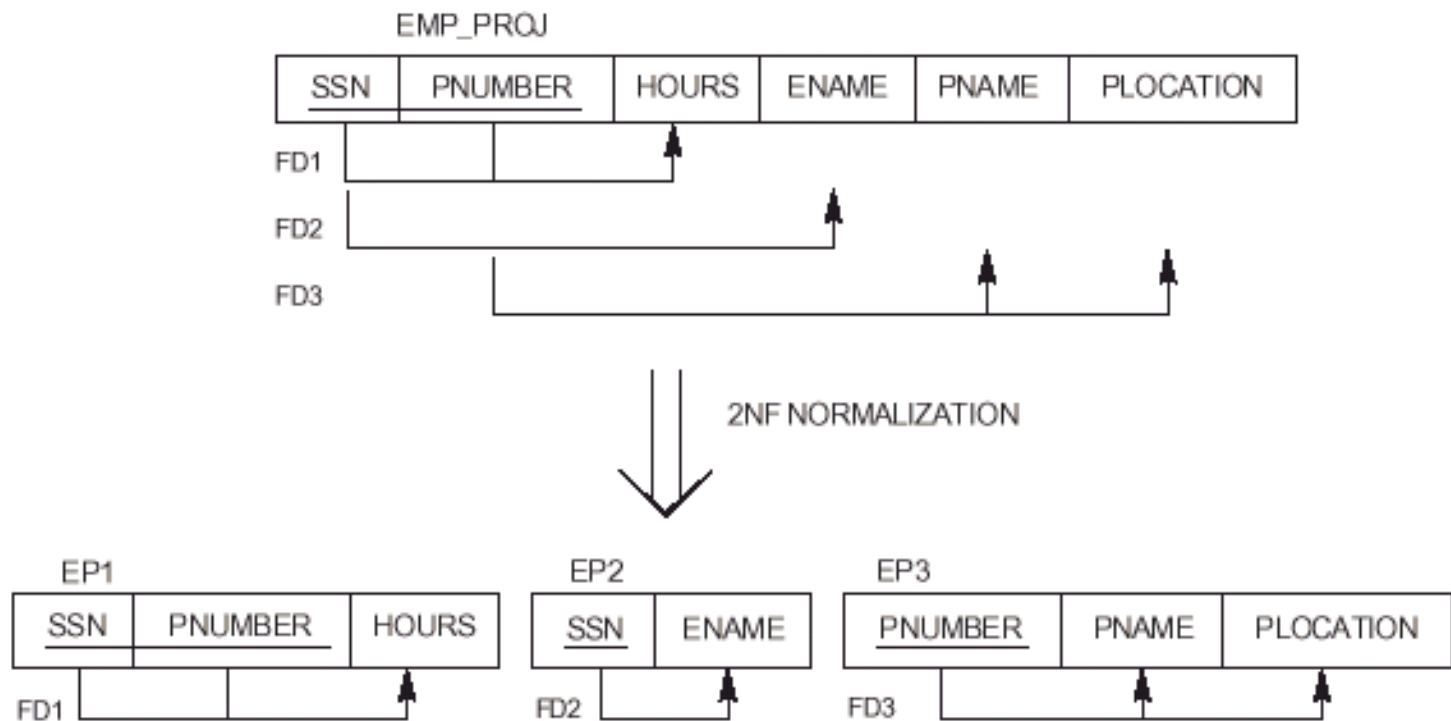 EMP_PROJ
SSN PNUMBER HOURS ENAME PNAME PLOCATION
FD1
FD2
FD3
2NF NORMALIZATION
EP1 EP2 EP3
SSN PNUMBER HOURS SSN ENAME PNUMBER PNAME PLOCATION
FD1 FD2 FD3